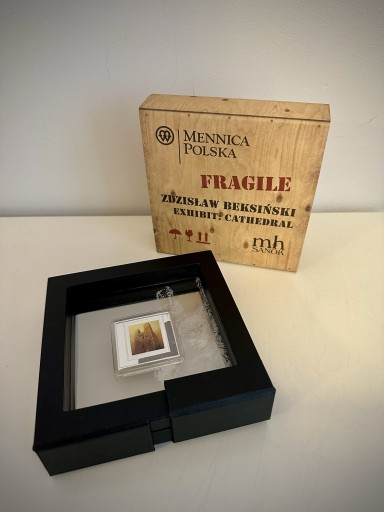 MENNICA
POLSKA
FRAGILE
ZDZISŁAW BEKSIŃSKI
EXHIBIT: CATHEDRAL
mh
SANOK